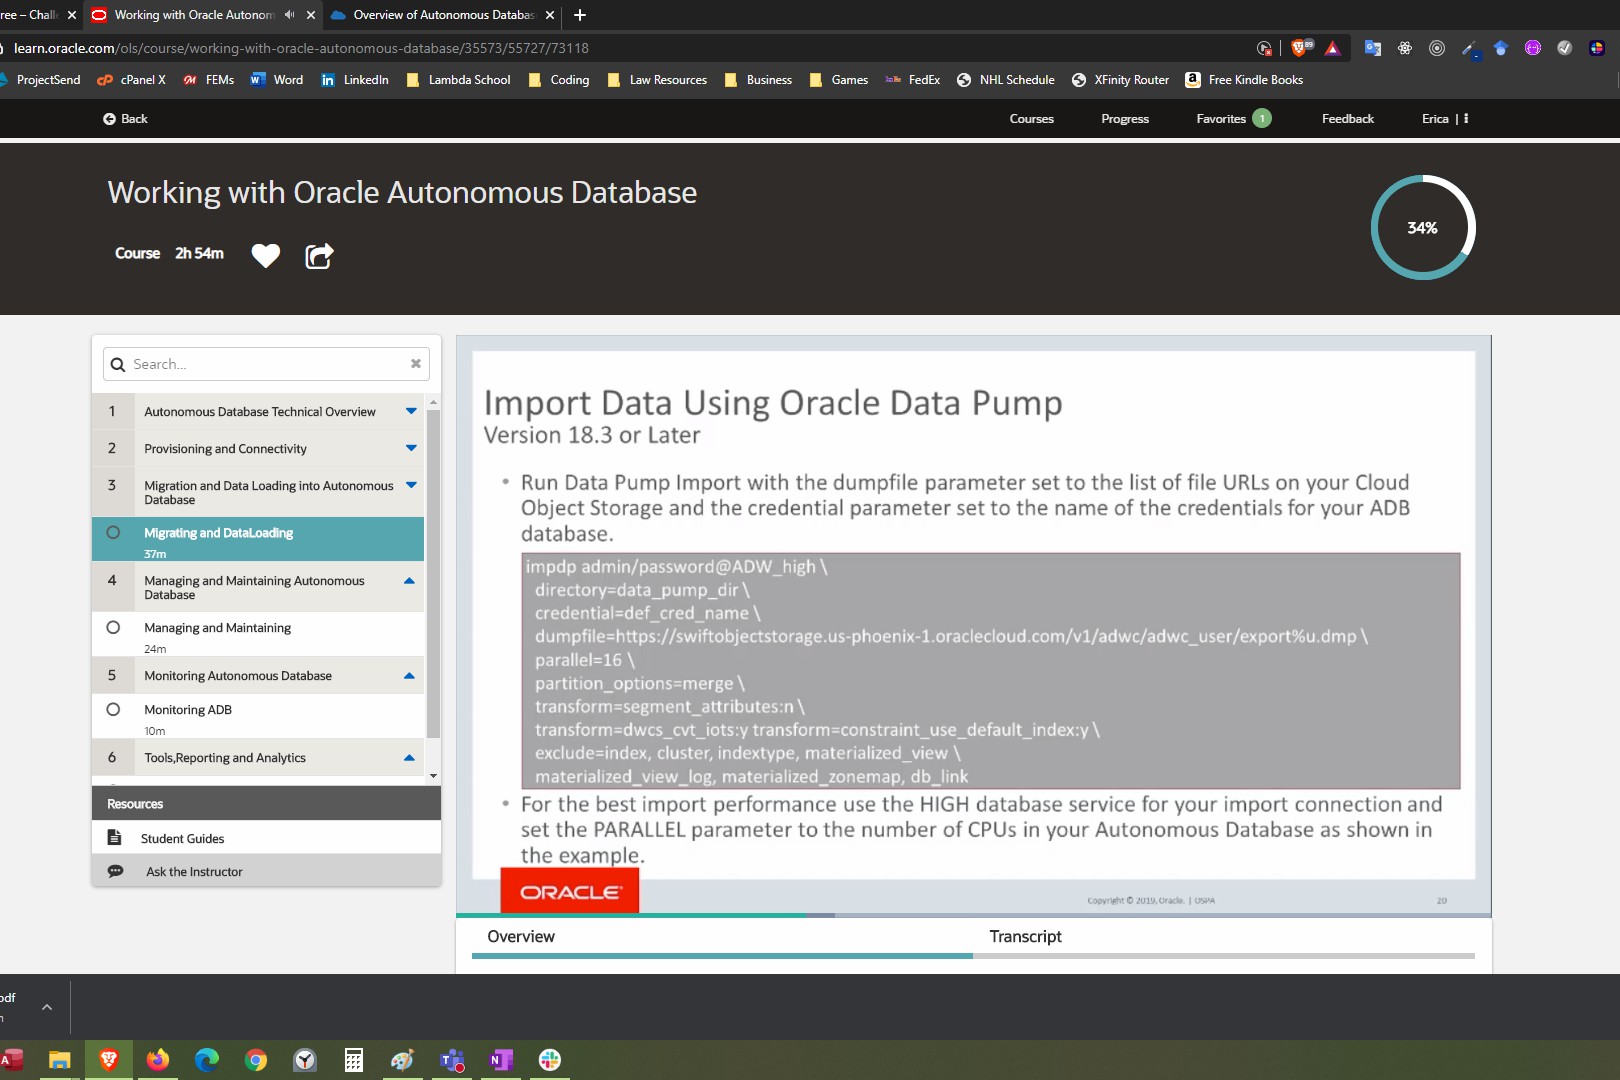 ree – Chall
Working with Oracle Autonom
Overview of Autonomous Databas
learn.oracle.com/ols/course/working-with-oracle-autonomous-database/35573/55727/73118
89
ProjectSend
cPanel X
FEMs
Word
LinkedIn
Lambda School
Coding
Law Resources
Business
Games
FedEx
NHL Schedule
XFinity Router
Free Kindle Books
Back
Courses
Progress
Favorites 1
Feedback
Erica
Working with Oracle Autonomous Database
Course 2h 54m
34%
Search...
1 Autonomous Database Technical Overview
2 Provisioning and Connectivity
3 Migration and Data Loading into Autonomous
Database
Migrating and DataLoading
37m
4 Managing and Maintaining Autonomous
Database
Managing and Maintaining
24m
5 Monitoring Autonomous Database
Monitoring ADB
10m
6 Tools,Reporting and Analytics
Resources
Student Guides
Ask the Instructor
Import Data Using Oracle Data Pump
Version 18.3 or Later
• Run Data Pump Import with the dumpfile parameter set to the list of file URLs on your Cloud
Object Storage and the credential parameter set to the name of the credentials for your ADB
database.
impdp admin/password@ADW_high \
directory=data_pump_dir \
credential=def_cred_name \
dumpfile=https://swiftobjectstorage.us-phoenix-1.oraclecloud.com/v1/adwc/adwc_user/export%u.dmp \
parallel=16 \
partition_options=merge \
transform=segment_attributes:n \
transform=dwcs_cvt_iots:y transform=constraint_use_default_index:y \
exclude=index, cluster, indextype, materialized_view \
materialized_view_log, materialized_zonemap, db_link
• For the best import performance use the HIGH database service for your import connection and
set the PARALLEL parameter to the number of CPUs in your Autonomous Database as shown in
the example.
ORACLE
Copyright © 2019, Oracle. | OSPA
20
Overview
Transcript